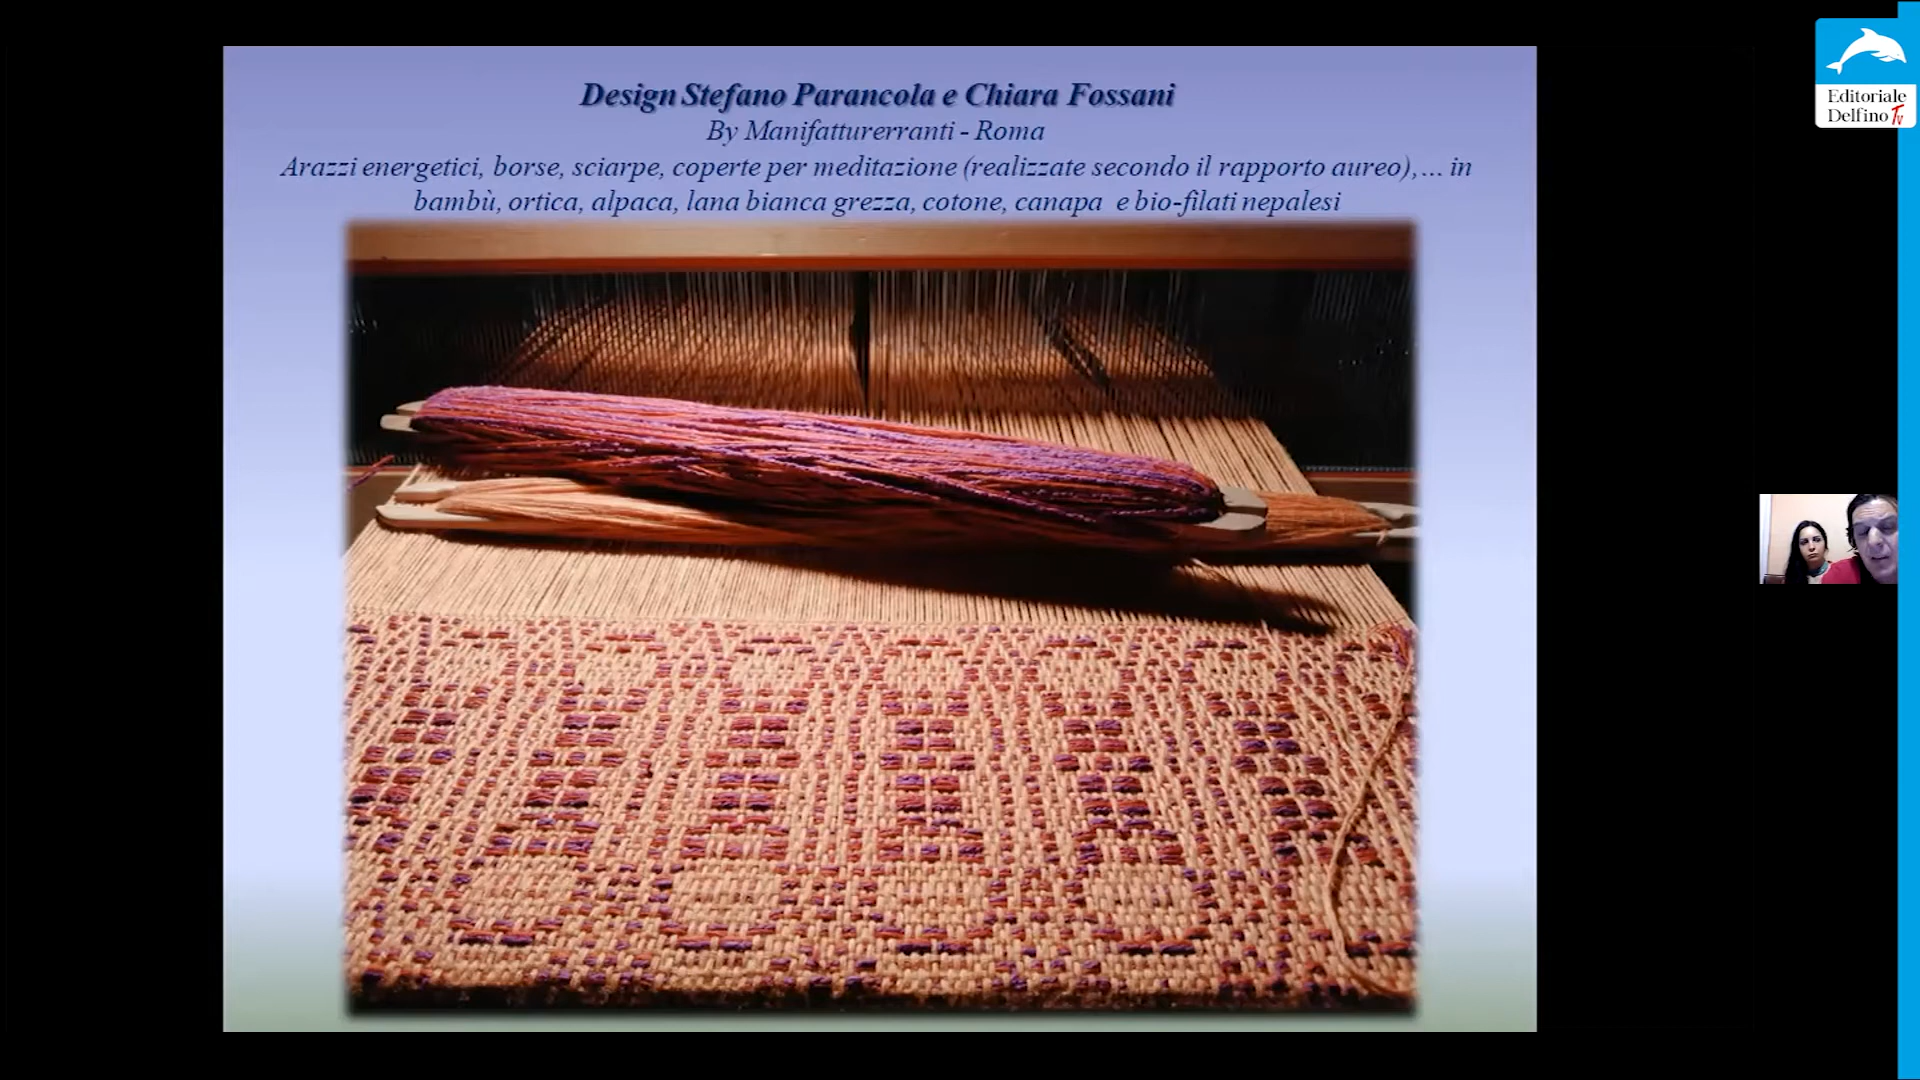 Design Stefano Parancola e Chiara Fossani
By Manifatturerranti - Roma
Arazzi energetici, borse, sciarpe, coperte per meditazione (realizzate secondo il rapporto aureo),... in
bambù, ortica, alpaca, lana bianca grezza, cotone, canapa e bio-filati nepalesi
Editoriale
Delfino Tv